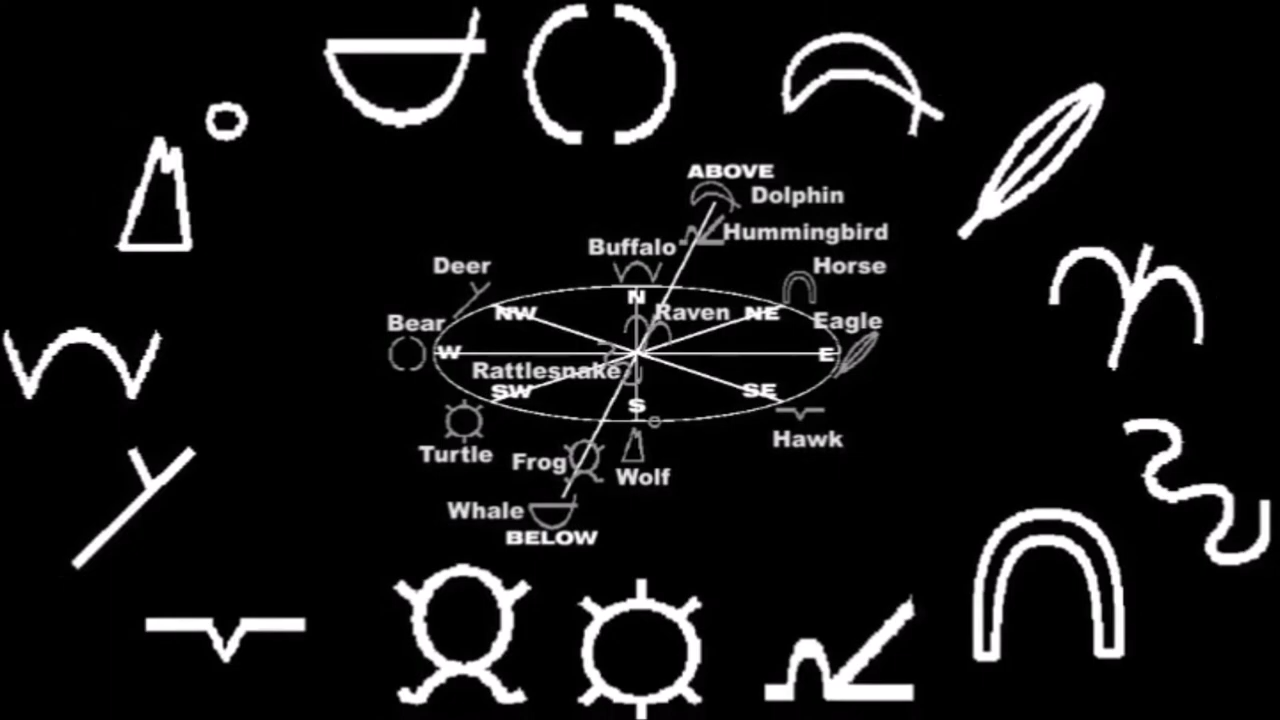 ABOVE
Dolphin
Hummingbird
Buffalo
Deer
Horse
N
NW
Raven
NE
Bear
Eagle
W
E
Rattlesnake
SW
SE
S
Hawk
Turtle
Frog
Wolf
Whale
BELOW